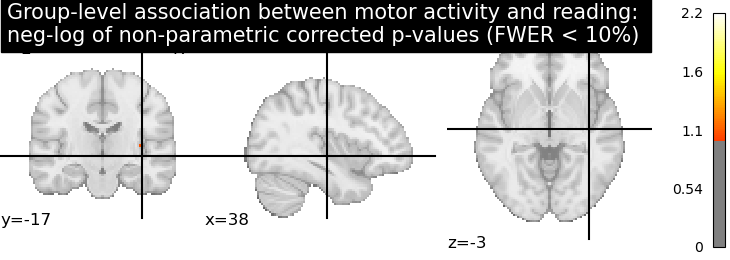 Group-level association between motor activity and reading:
neg-log of non-parametric corrected p-values (FWER < 10%)
2.2
1.6
1.1
0.54
0
y=-17
x=38
z=-3